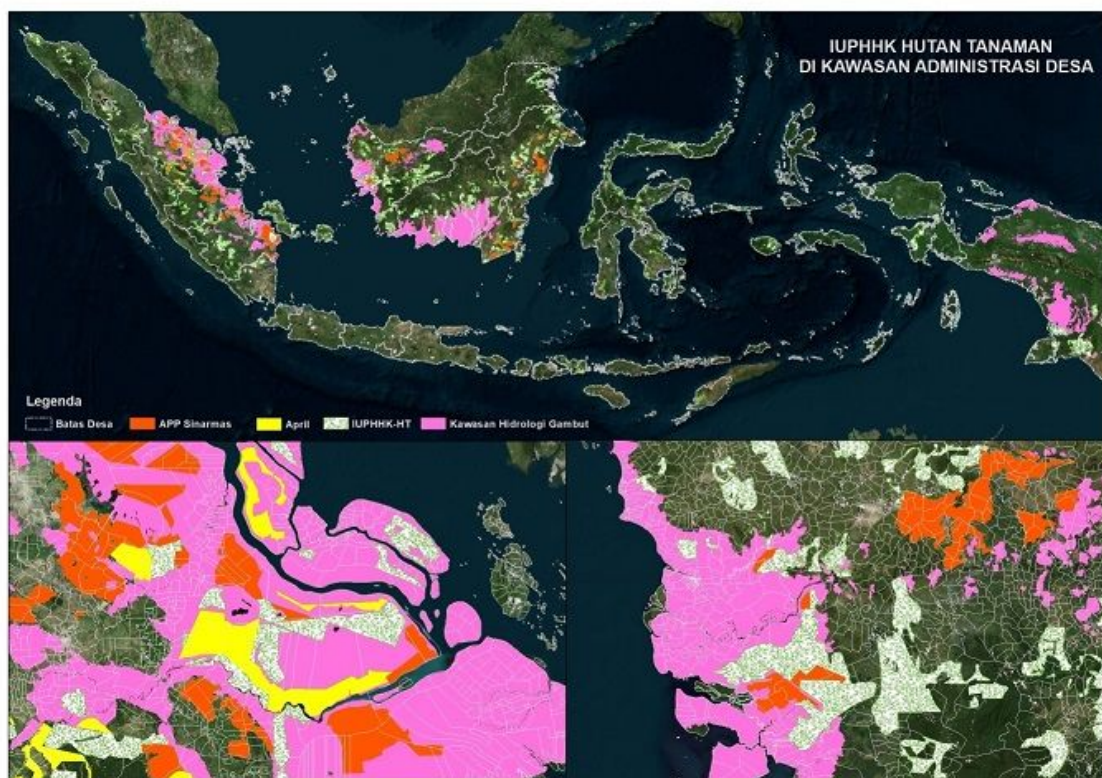 IUPHHK HUTAN TANAMAN
DI KAWASAN ADMINISTRASI DESA
Legenda
Batas Desa APP Sinarmas April IUPHHK-HT Kawasan Hidrologi Gambut